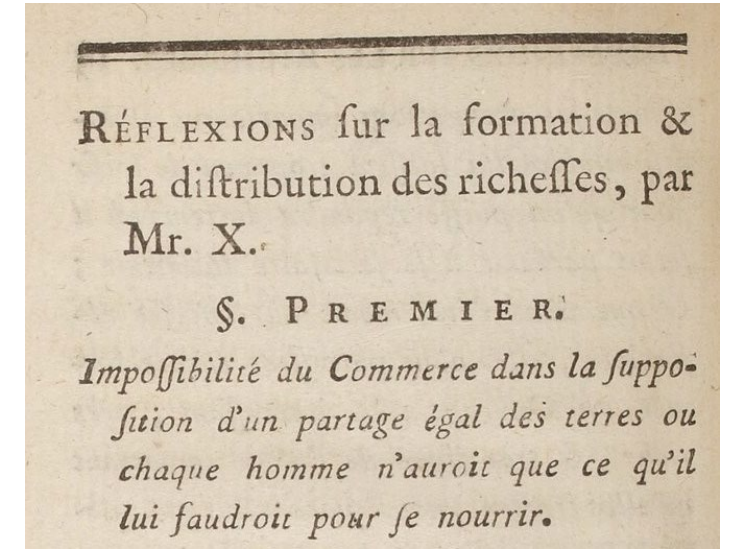 RÉFLEXIONS ſur la formation &
la diſtribution des richeſſes, par
Mr. X.
§. PREMIER.
Impoſſibilité du Commerce dans la ſuppo-
ſition d'un partage égal des terres ou
chaque homme n'auroit que ce qu'il
lui faudroit pour ſe nourrir.